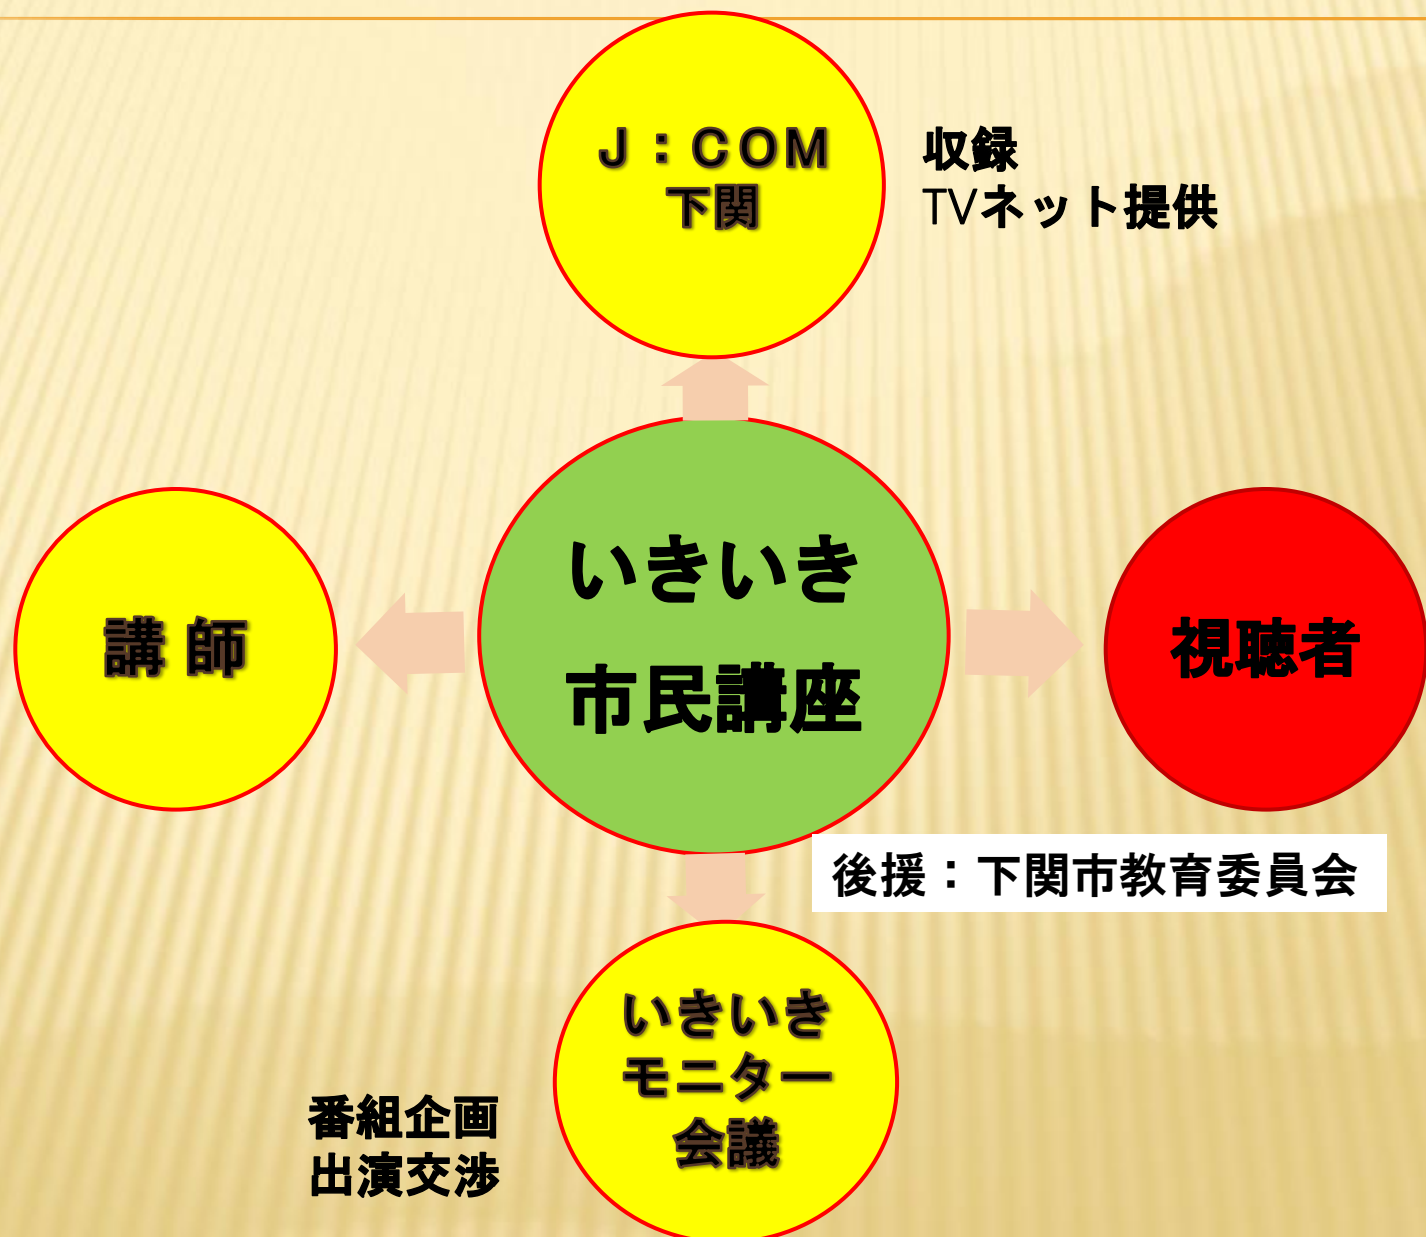 J：COM
下関
収録
TVネット提供
いきいき
市民講座
講 師
視聴者
後援：下関市教育委員会
いきいき
モニター
会議
番組企画
出演交渉